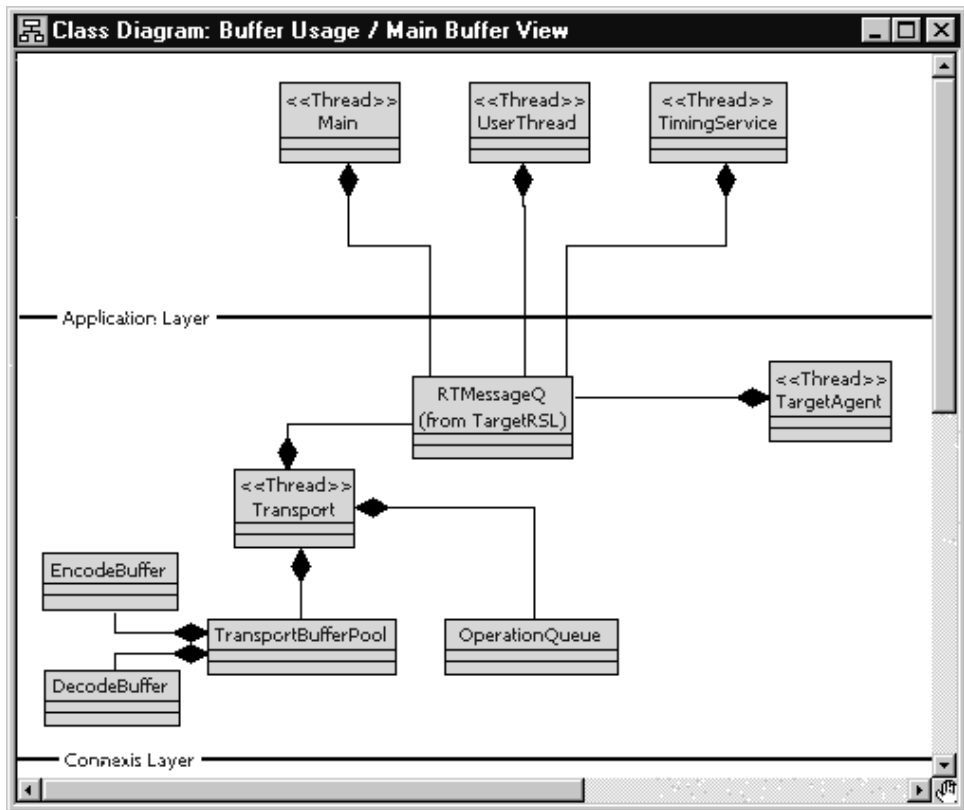 Class Diagram: Buffer Usage / Main Buffer View
<<Thread>>
Main
<<Thread>>
UserThread
<<Thread>>
TimingService
Application Layer
RTMessageQ
(from TargetRSL)
<<Thread>>
TargetAgent
<<Thread>>
Transport
EncodeBuffer
TransportBufferPool
OperationQueue
DecodeBuffer
Connexis Layer